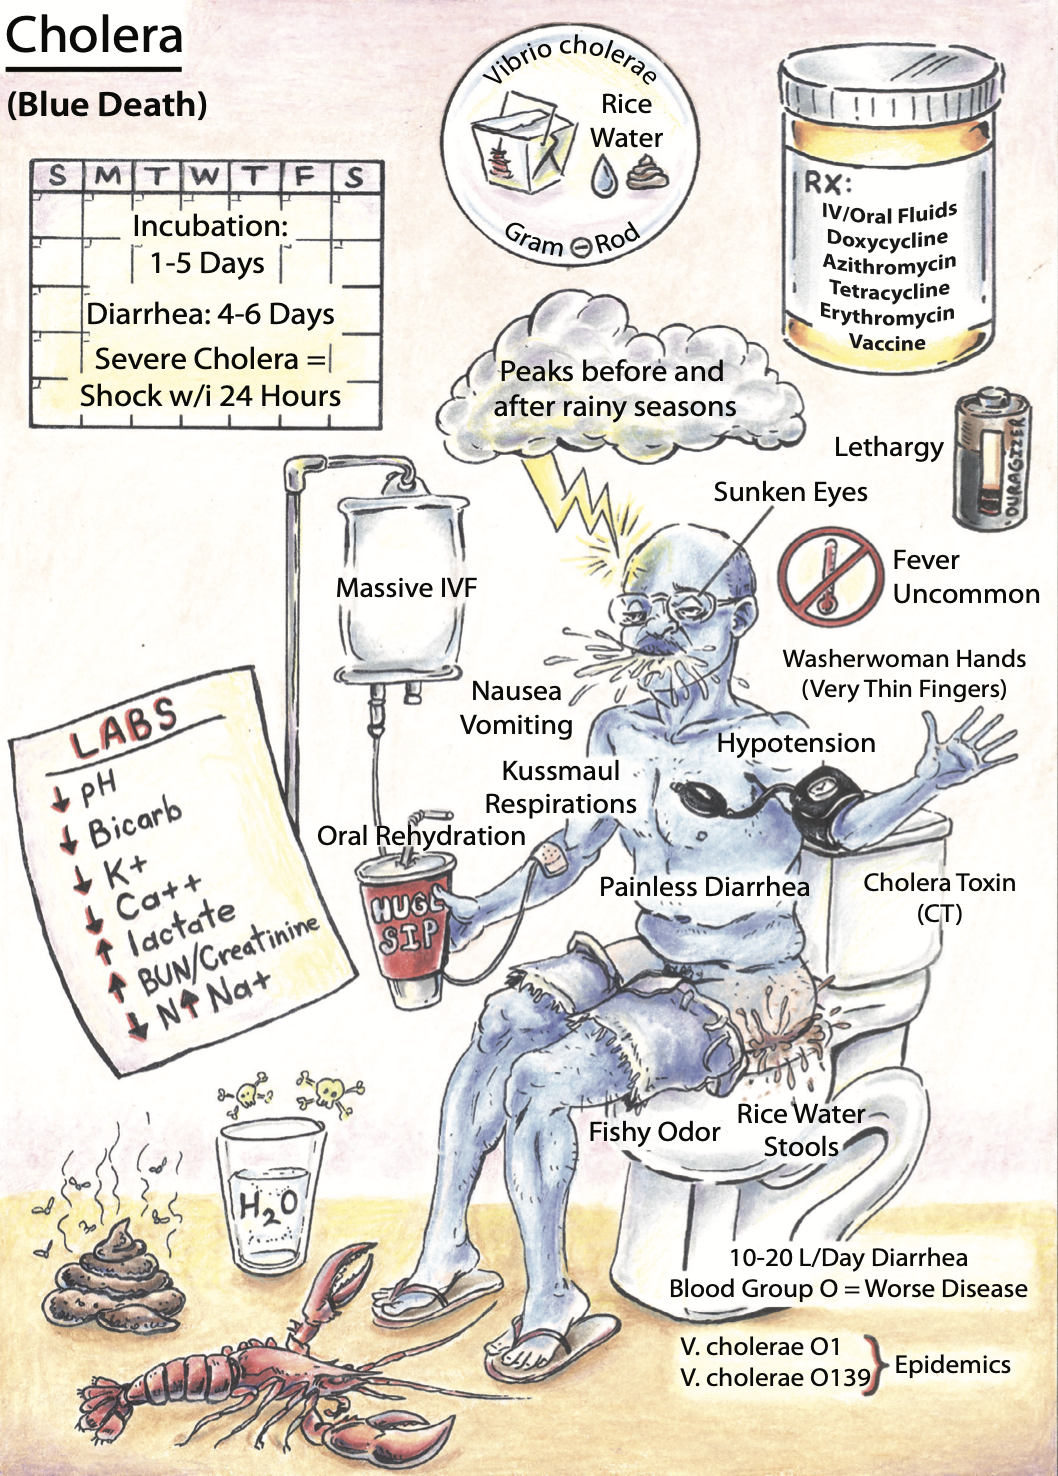 Cholera
(Blue Death)
S M T W T F S
Incubation:
1-5 Days
Diarrhea: 4-6 Days
Severe Cholera =
Shock w/i 24 Hours
Vibrio cholerae
Rice
Water
Gram − Rod
RX:
IV/Oral Fluids
Doxycycline
Azithromycin
Tetracycline
Erythromycin
Vaccine
Peaks before and
after rainy seasons
Lethargy
DURAGIZER
Sunken Eyes
Fever
Uncommon
Massive IVF
Washerwoman Hands
(Very Thin Fingers)
Nausea
Vomiting
Hypotension
Kussmaul
Respirations
Oral Rehydration
HUGE
SIP
Painless Diarrhea
Cholera Toxin
(CT)
LABS
↓ pH
↓ Bicarb
↓ K+
↓ Ca++
↑ lactate
↑ BUN/Creatinine
↓ N↑ Na+
Fishy Odor
Rice Water
Stools
H2O
10-20 L/Day Diarrhea
Blood Group O = Worse Disease
V. cholerae O1
V. cholerae O139
Epidemics